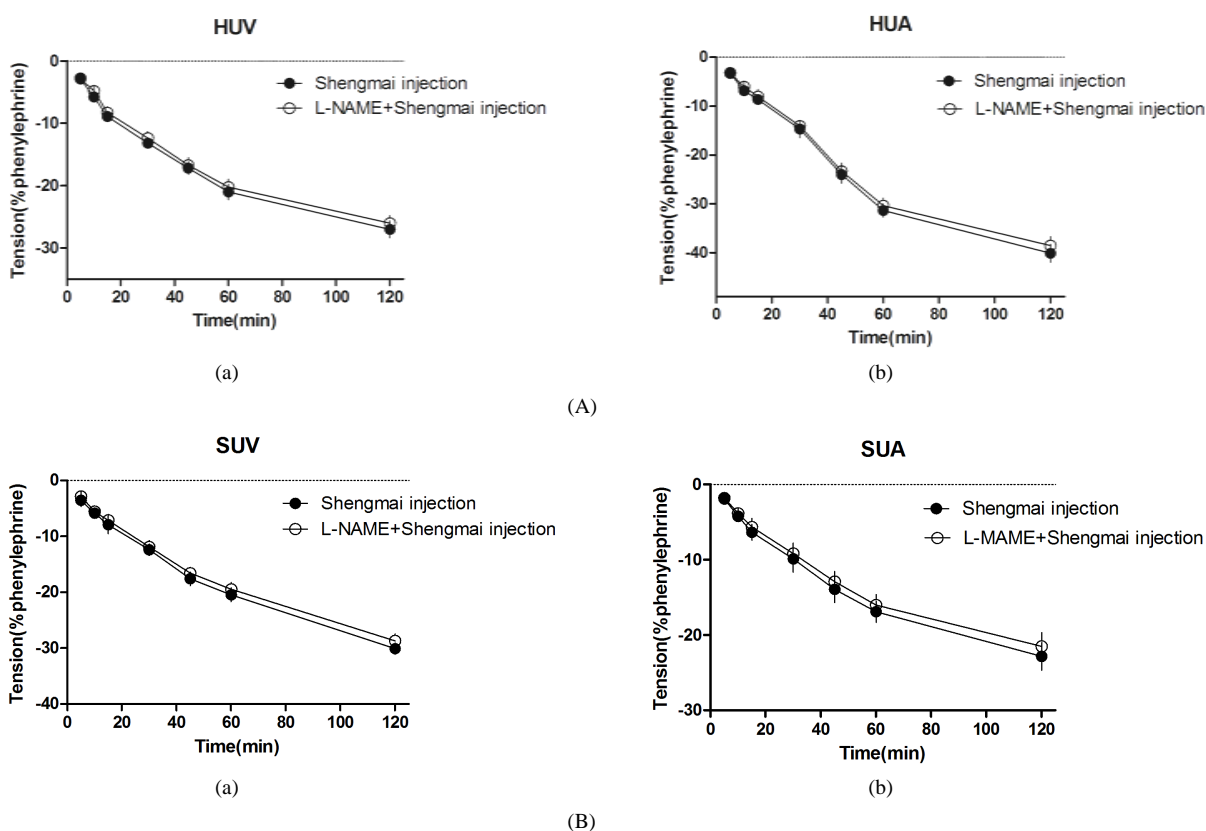 HUV
Tension(%phenylephrine)
0
-10
-20
-30
Shengmai injection
L-NAME+Shengmai injection
0 20 40 60 80 100 120
Time(min)
(a)
HUA
Tension(%phenylephrine)
0
-10
-20
-30
-40
Shengmai injection
L-NAME+Shengmai injection
0 20 40 60 80 100 120
Time(min)
(b)
(A)
SUV
Tension(%phenylephrine)
0
-10
-20
-30
-40
Shengmai injection
L-NAME+Shengmai injection
0 20 40 60 80 100 120
Time(min)
(a)
SUA
Tension(%phenylephrine)
0
-10
-20
-30
Shengmai injection
L-MAME+Shengmai injection
0 20 40 60 80 100 120
Time(min)
(b)
(B)